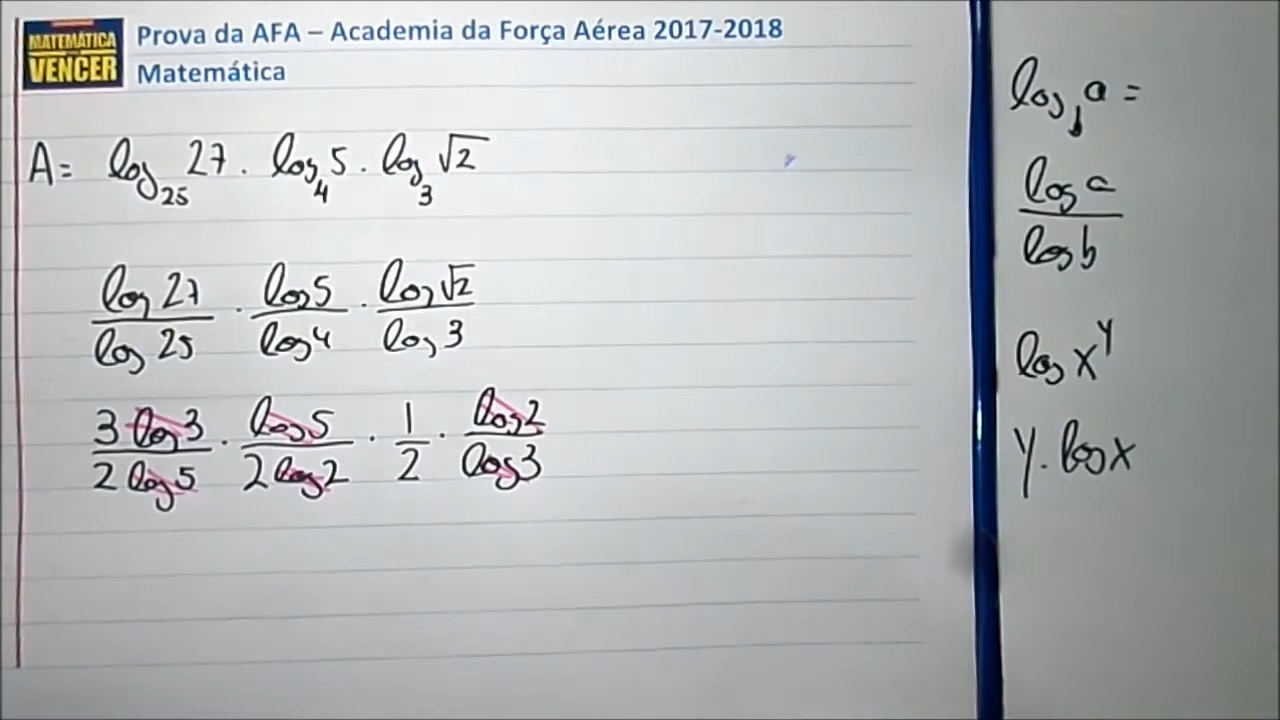 MATEMÁTICA
VENCER
Prova da AFA – Academia da Força Aérea 2017-2018
Matemática
A = log₂₅ 27 . log₄ 5 . log₃ √2
log 27 / log 25 . log 5 / log 4 . log √2 / log 3
3 log 3 / 2 log 5 . log 5 / 2 log 2 . 1 / 2 . log 2 / log 3
log_b a =
log a
log b
log x^y
y . log x